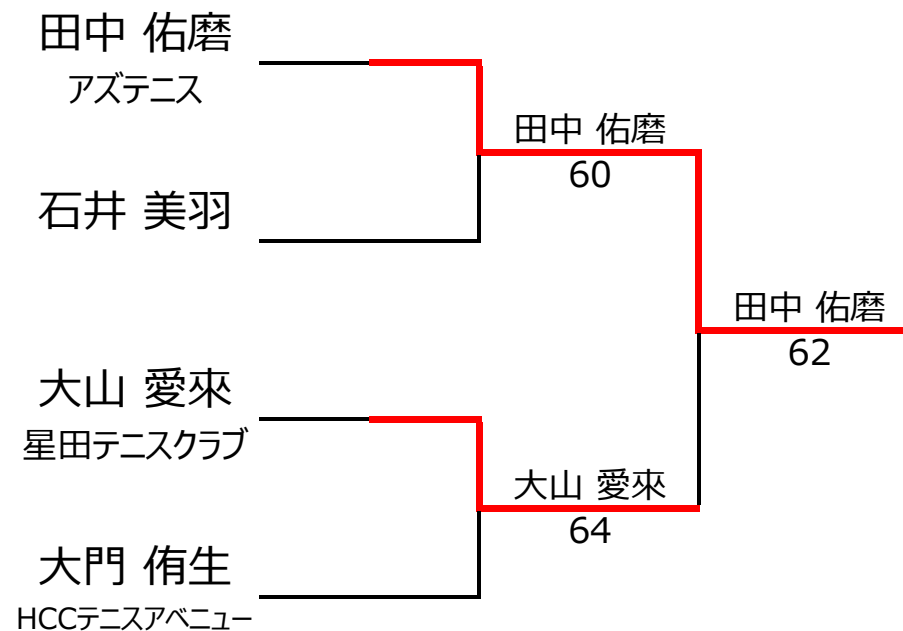 田中 佑磨
アズテニス
田中 佑磨
60
石井 美羽
田中 佑磨
62
大山 愛來
星田テニスクラブ
大山 愛來
64
大門 侑生
HCCテニスアベニュー